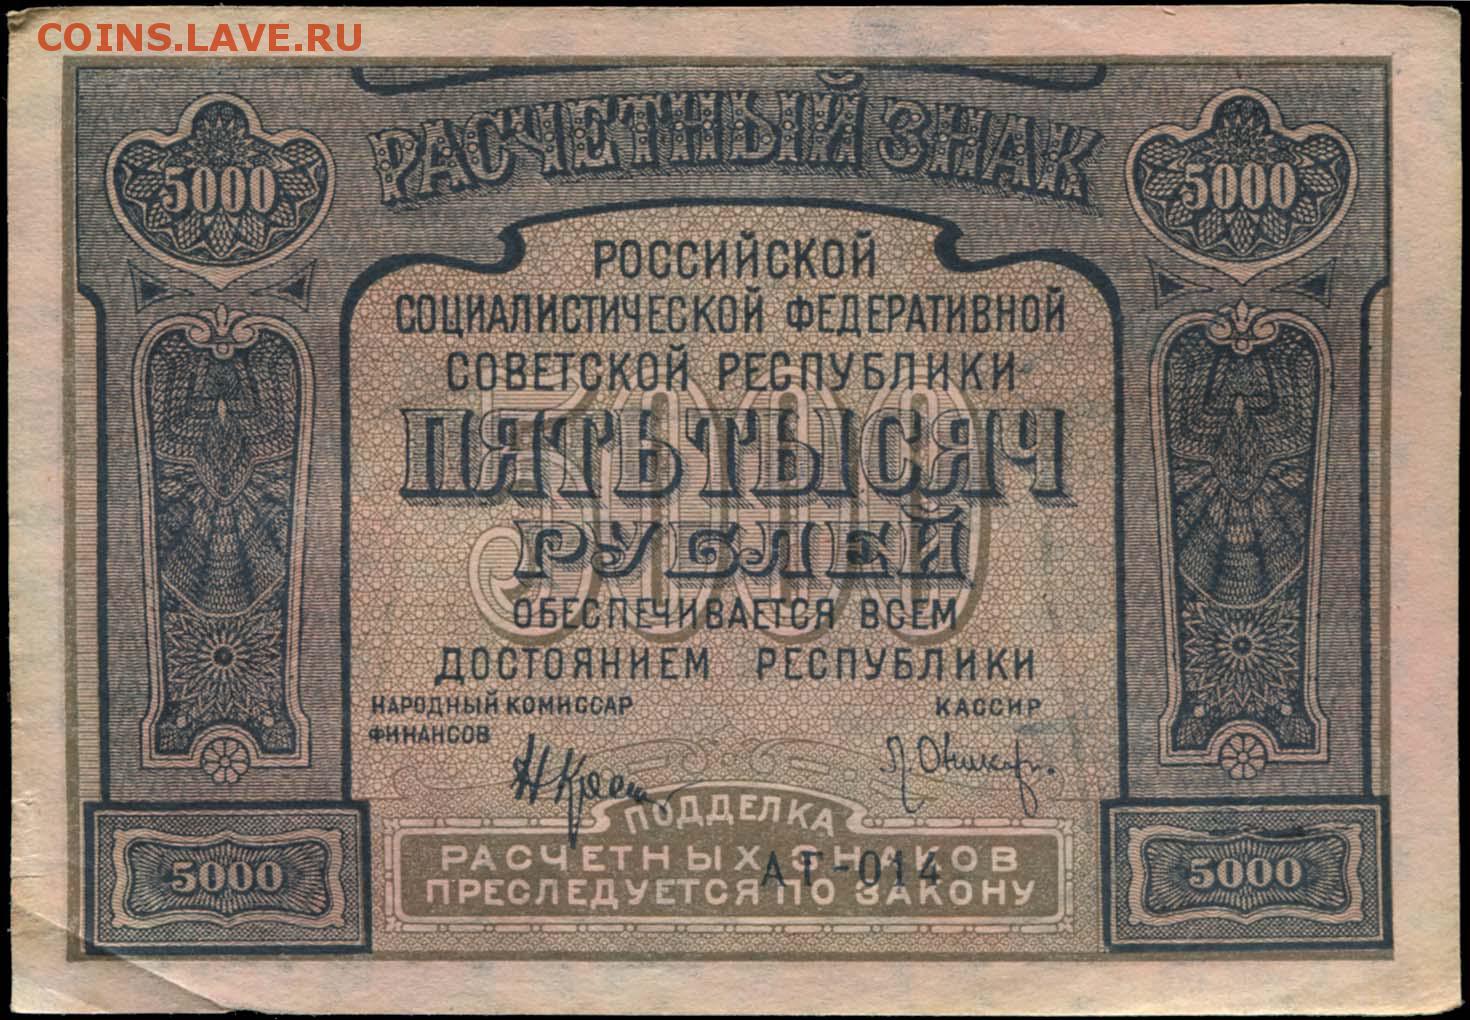 COINS.LAVE.RU
РАСЧЕТНЫЙ ЗНАК
5000 5000
РОССИЙСКОЙ
СОЦИАЛИСТИЧЕСКОЙ ФЕДЕРАТИВНОЙ
СОВЕТСКОЙ РЕСПУБЛИКИ
5000
ПЯТЬ ТЫСЯЧ
РУБЛЕЙ
ОБЕСПЕЧИВАЕТСЯ ВСЕМ
ДОСТОЯНИЕМ РЕСПУБЛИКИ
НАРОДНЫЙ КОМИССАР
ФИНАНСОВ
КАССИР
ПОДДЕЛКА
РАСЧЕТНЫХ ЗНАКОВ
АТ-014
ПРЕСЛЕДУЕТСЯ ПО ЗАКОНУ
5000 5000